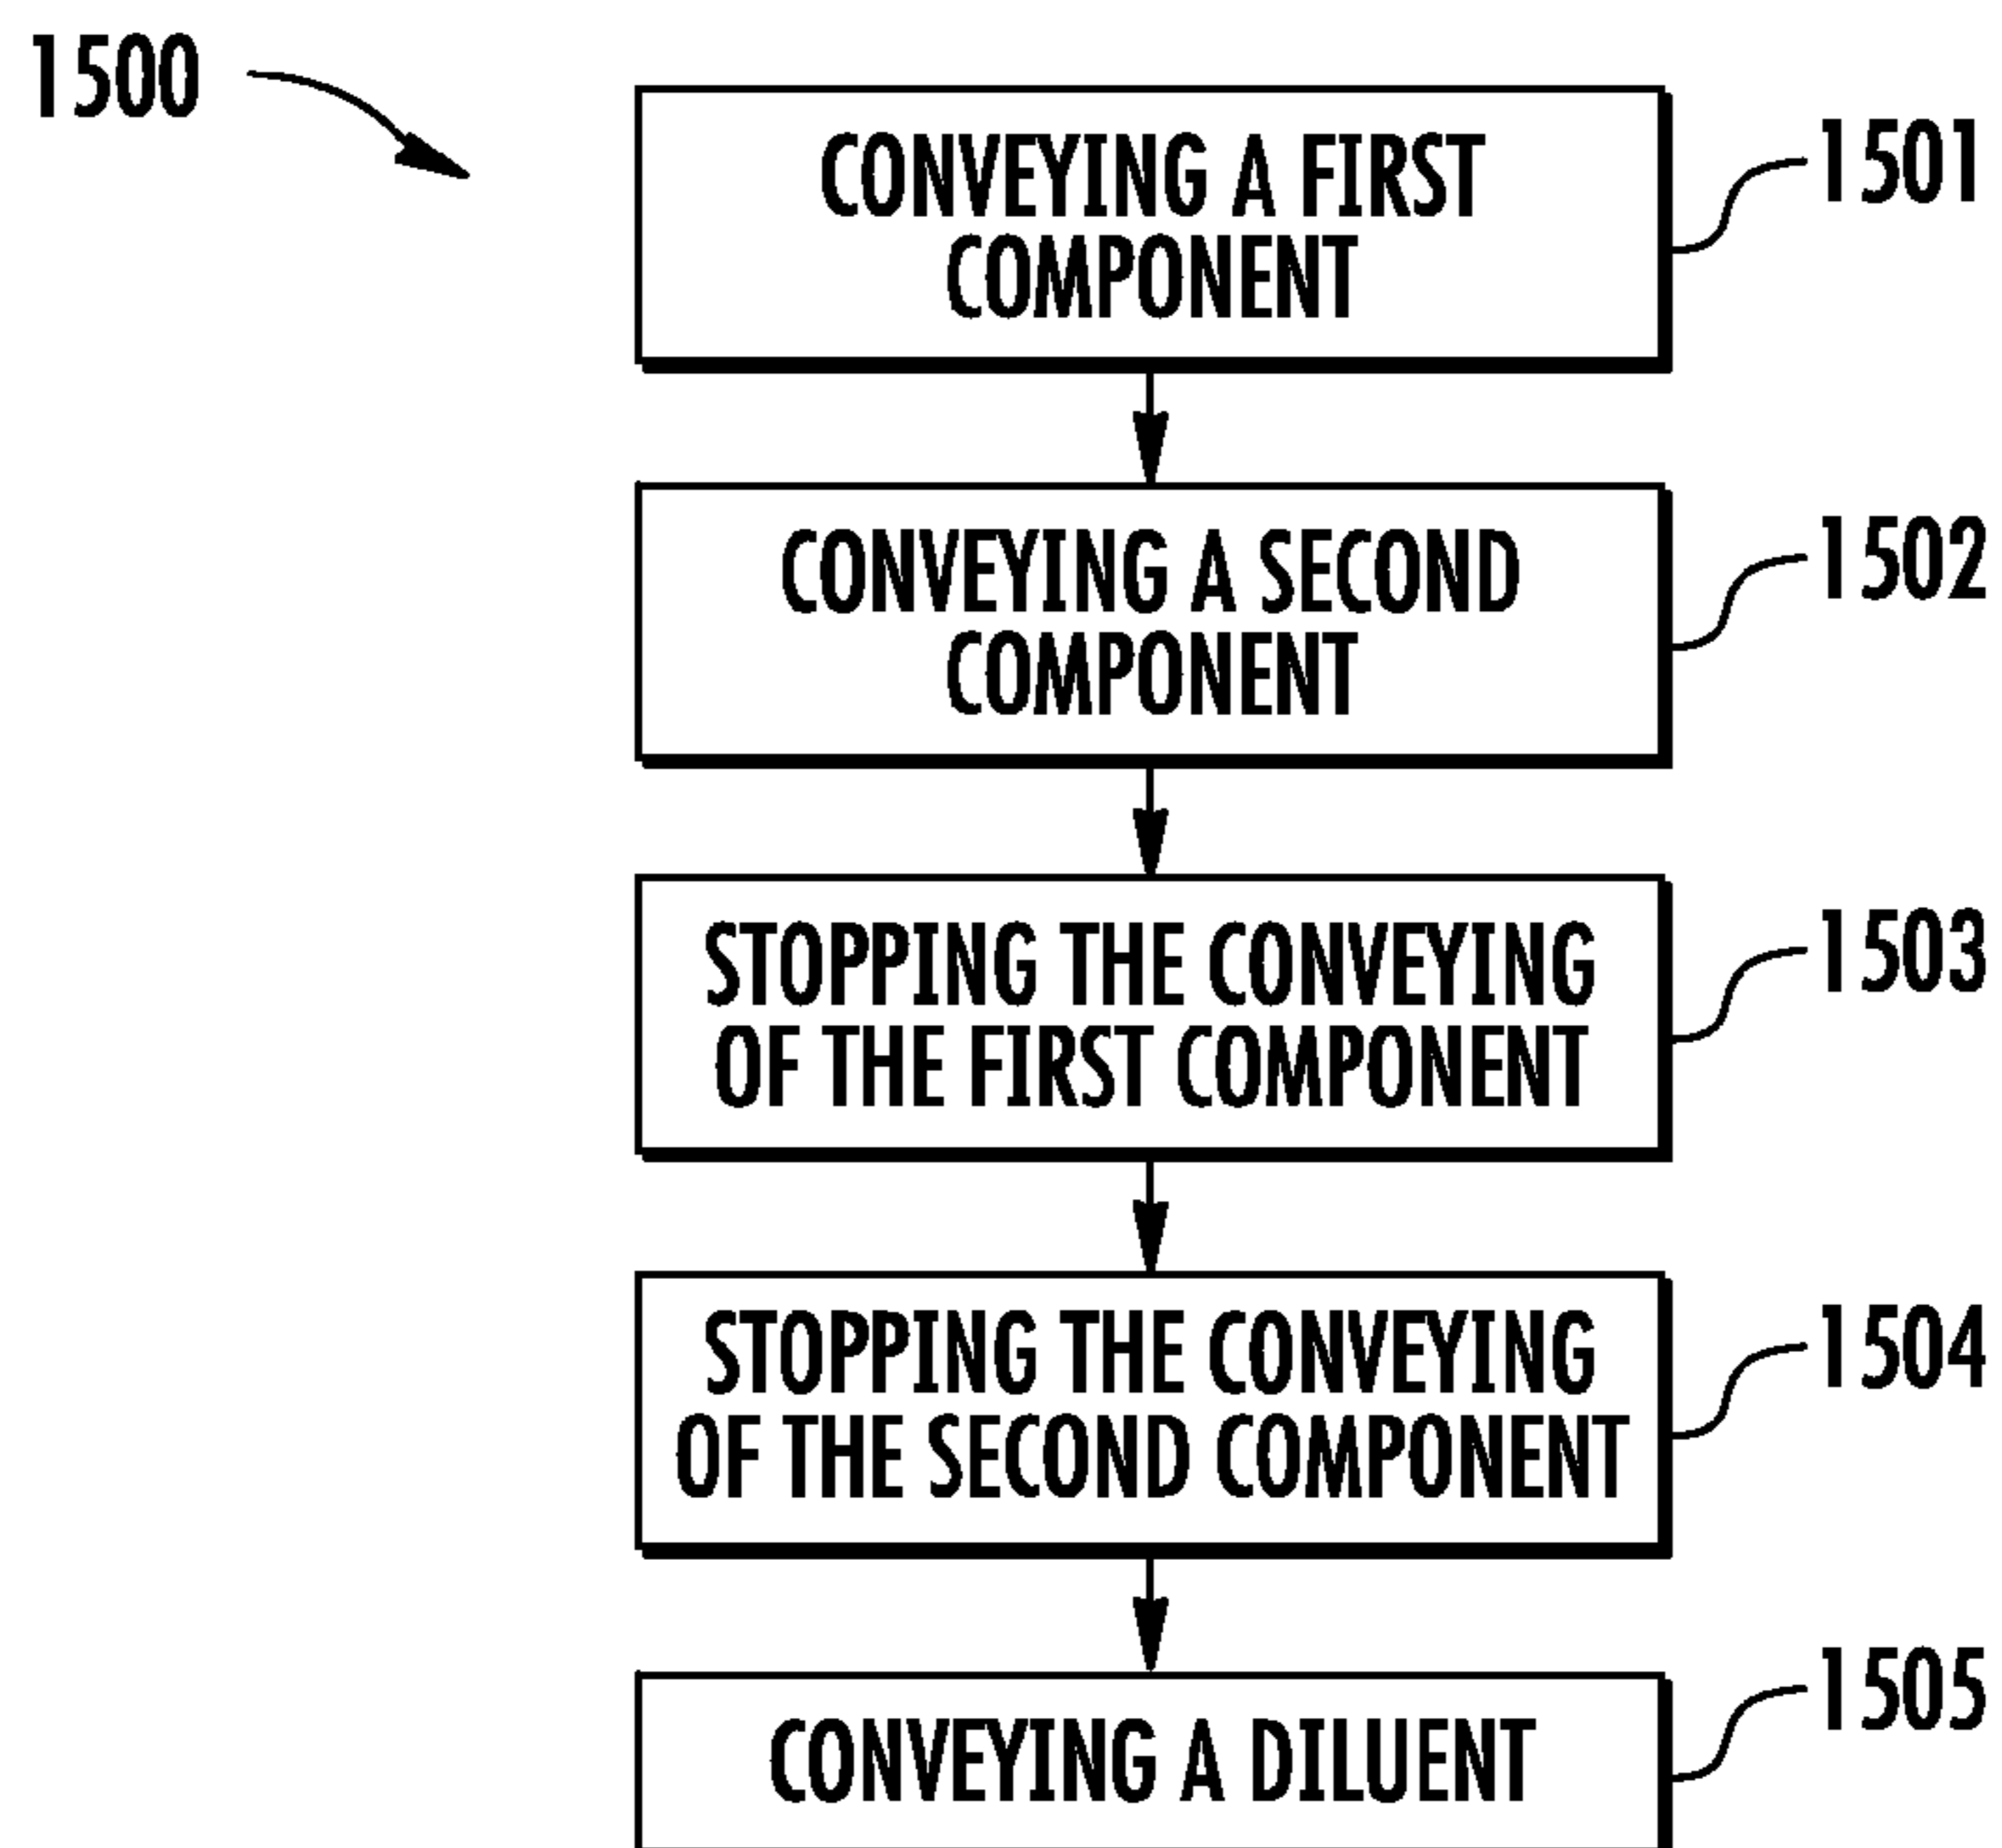 1500
CONVEYING A FIRST
COMPONENT
1501
CONVEYING A SECOND
COMPONENT
1502
STOPPING THE CONVEYING
OF THE FIRST COMPONENT
1503
STOPPING THE CONVEYING
OF THE SECOND COMPONENT
1504
CONVEYING A DILUENT
1505